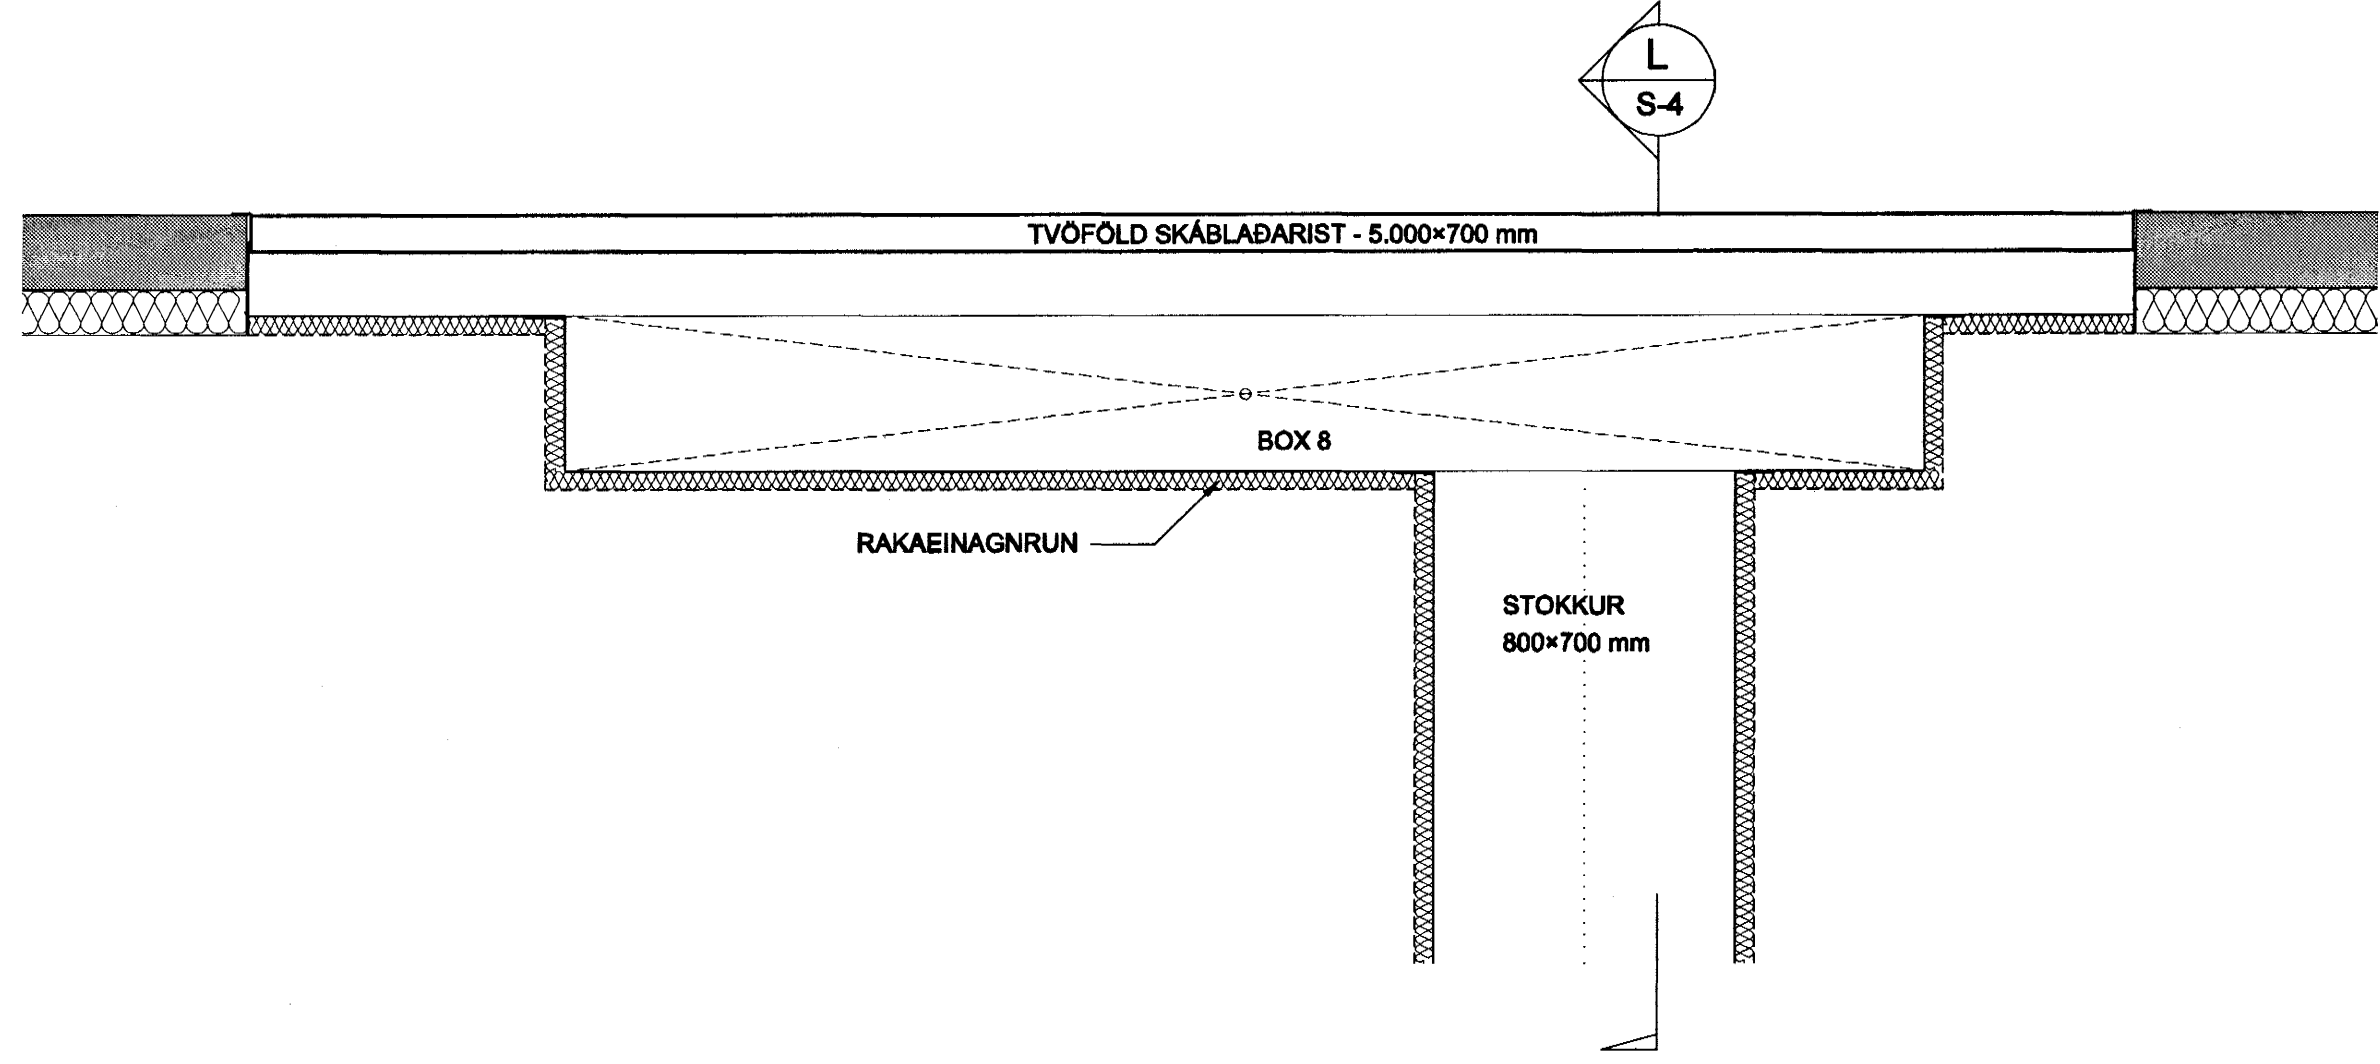 L
S-4
TVÖFÖLD SKÁBLAÐARIST - 5.000×700 mm
BOX 8
RAKAEINAGNRUN
STOKKUR
800×700 mm